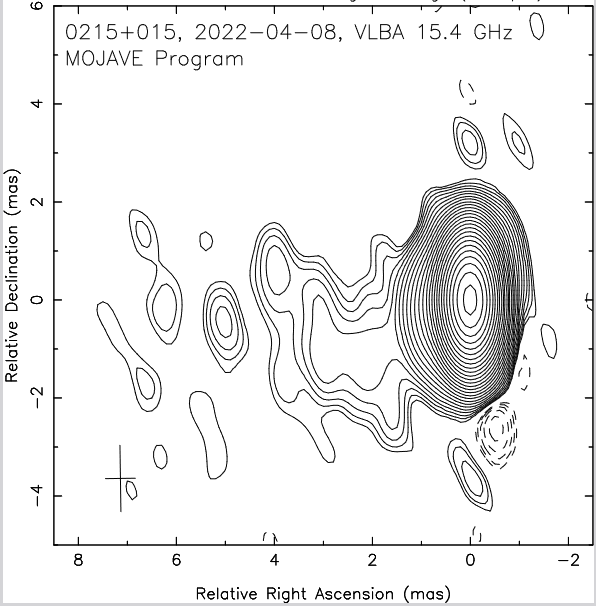 0215+015, 2022−04−08, VLBA 15.4 GHz
MOJAVE Program
6
4
2
0
−2
−4
Relative Declination (mas)
8 6 4 2 0 −2
Relative Right Ascension (mas)